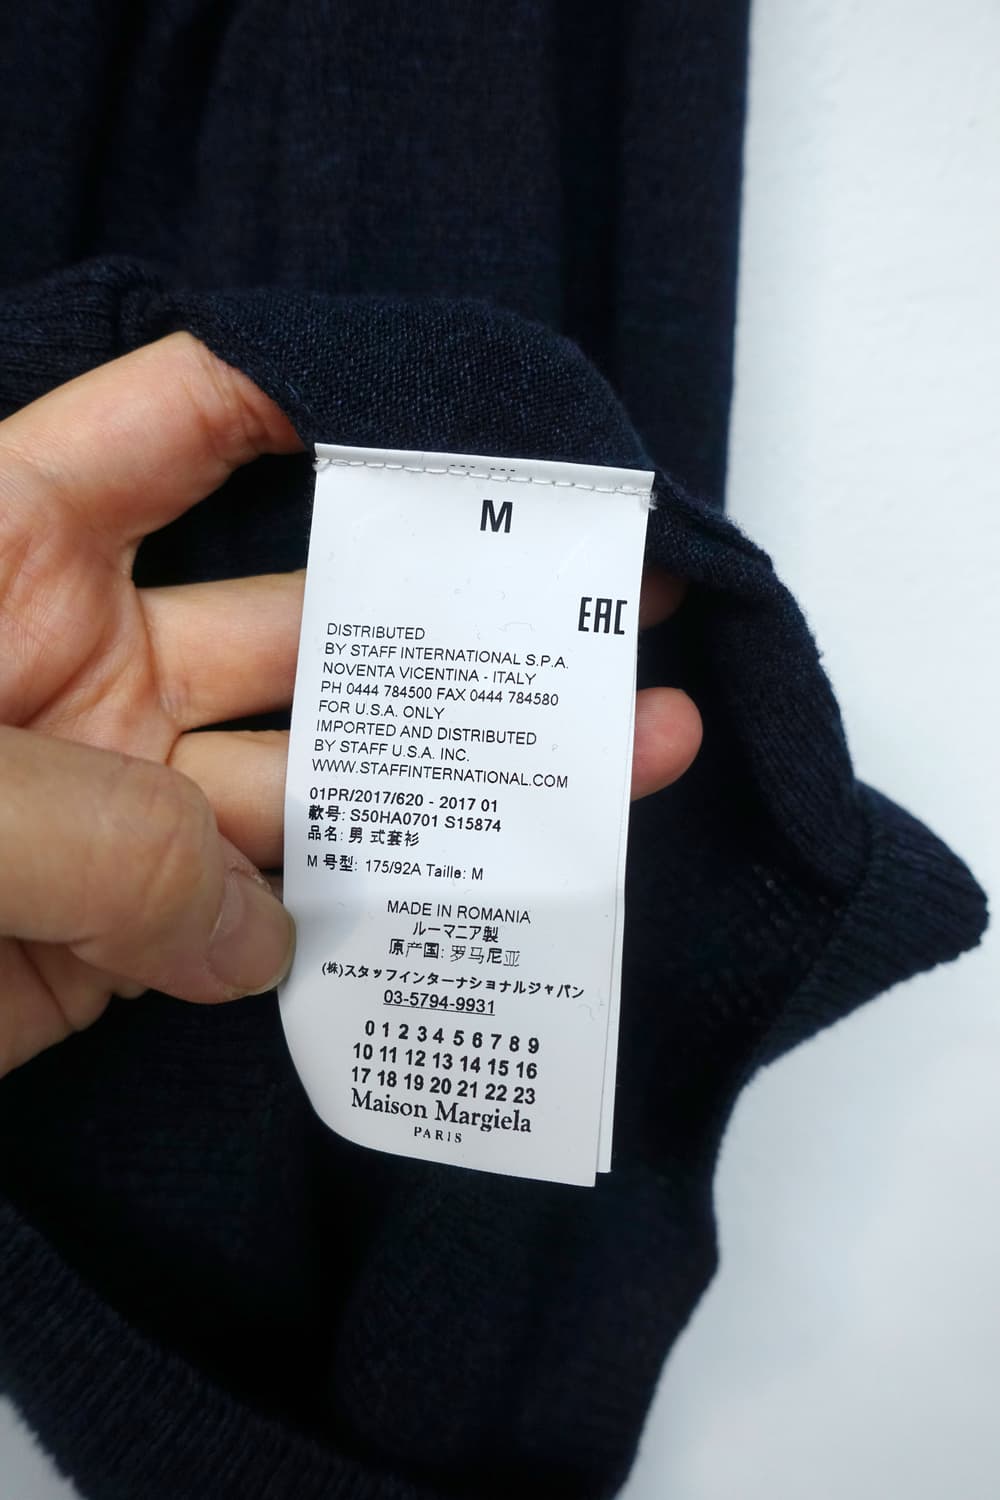 M
EAC
DISTRIBUTED
BY STAFF INTERNATIONAL S.P.A.
NOVENTA VICENTINA - ITALY
PH 0444 784500 FAX 0444 784580
FOR U.S.A. ONLY
IMPORTED AND DISTRIBUTED
BY STAFF U.S.A. INC.
WWW.STAFFINTERNATIONAL.COM
01PR/2017/620 - 2017 01
款号: S50HA0701 S15874
品名: 男 式套衫
M 号型: 175/92A Taille: M
MADE IN ROMANIA
ルーマニア製
原产国: 罗马尼亚
(株)スタッフインターナショナルジャパン
03-5794-9931
0 1 2 3 4 5 6 7 8 9
10 11 12 13 14 15 16
17 18 19 20 21 22 23
Maison Margiela
PARIS